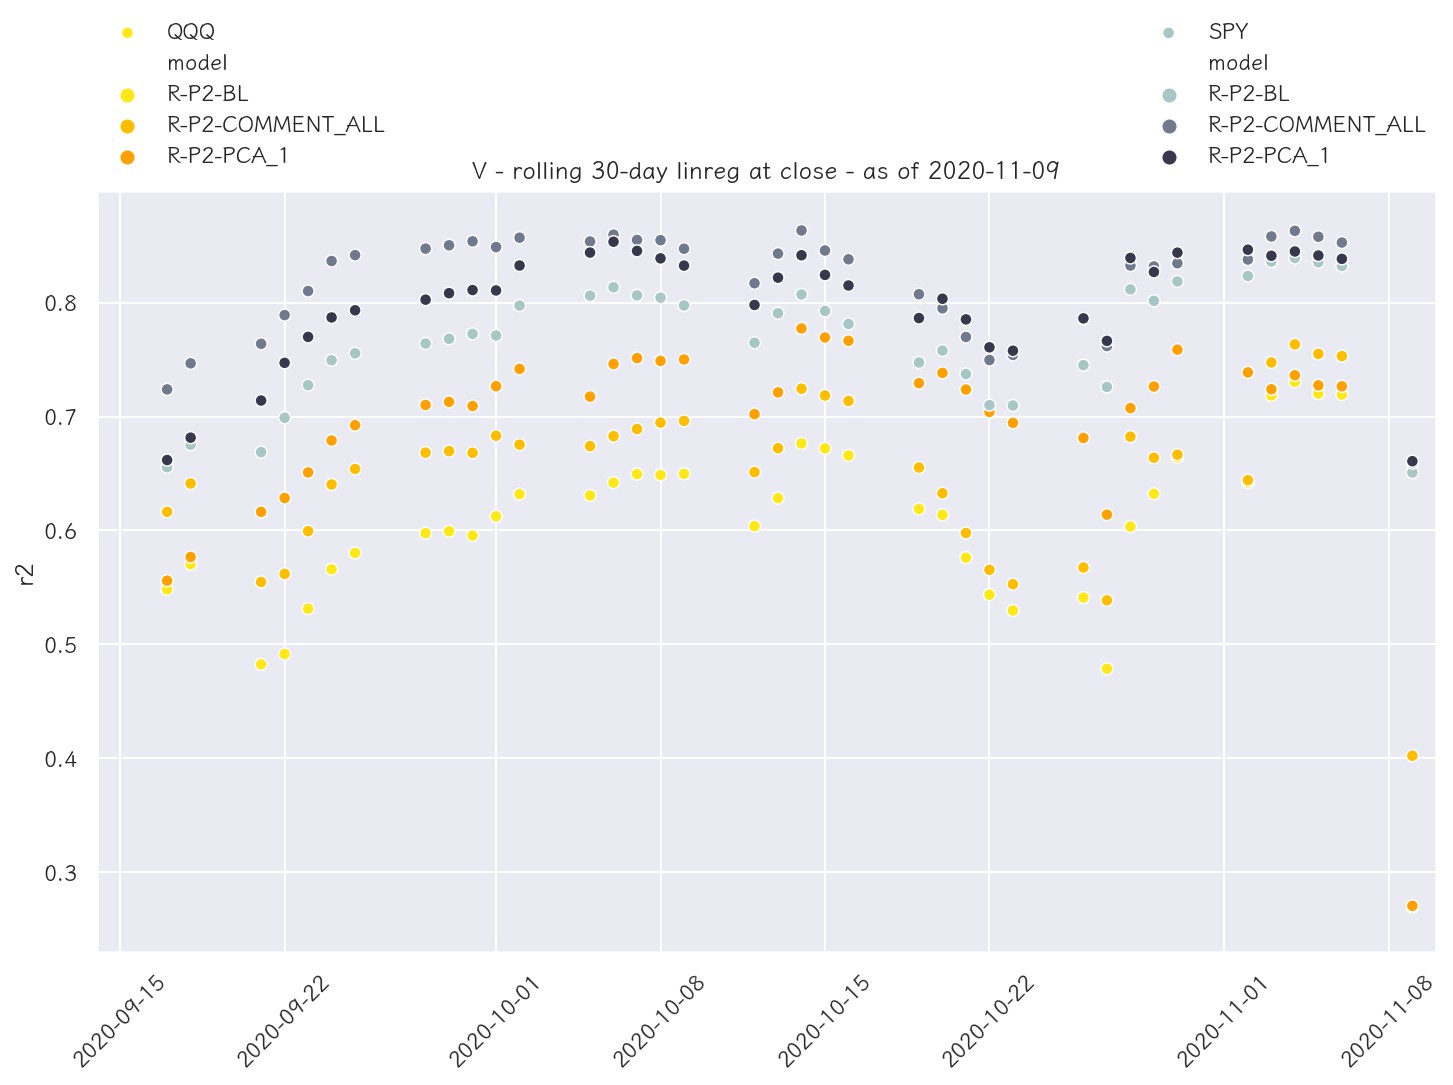 QQQ
model
R-P2-BL
R-P2-COMMENT_ALL
R-P2-PCA_1
SPY
model
R-P2-BL
R-P2-COMMENT_ALL
R-P2-PCA_1
V - rolling 30-day linreg at close - as of 2020-11-09
r2
0.8
0.7
0.6
0.5
0.4
0.3
2020-09-15
2020-09-22
2020-10-01
2020-10-08
2020-10-15
2020-10-22
2020-11-01
2020-11-08